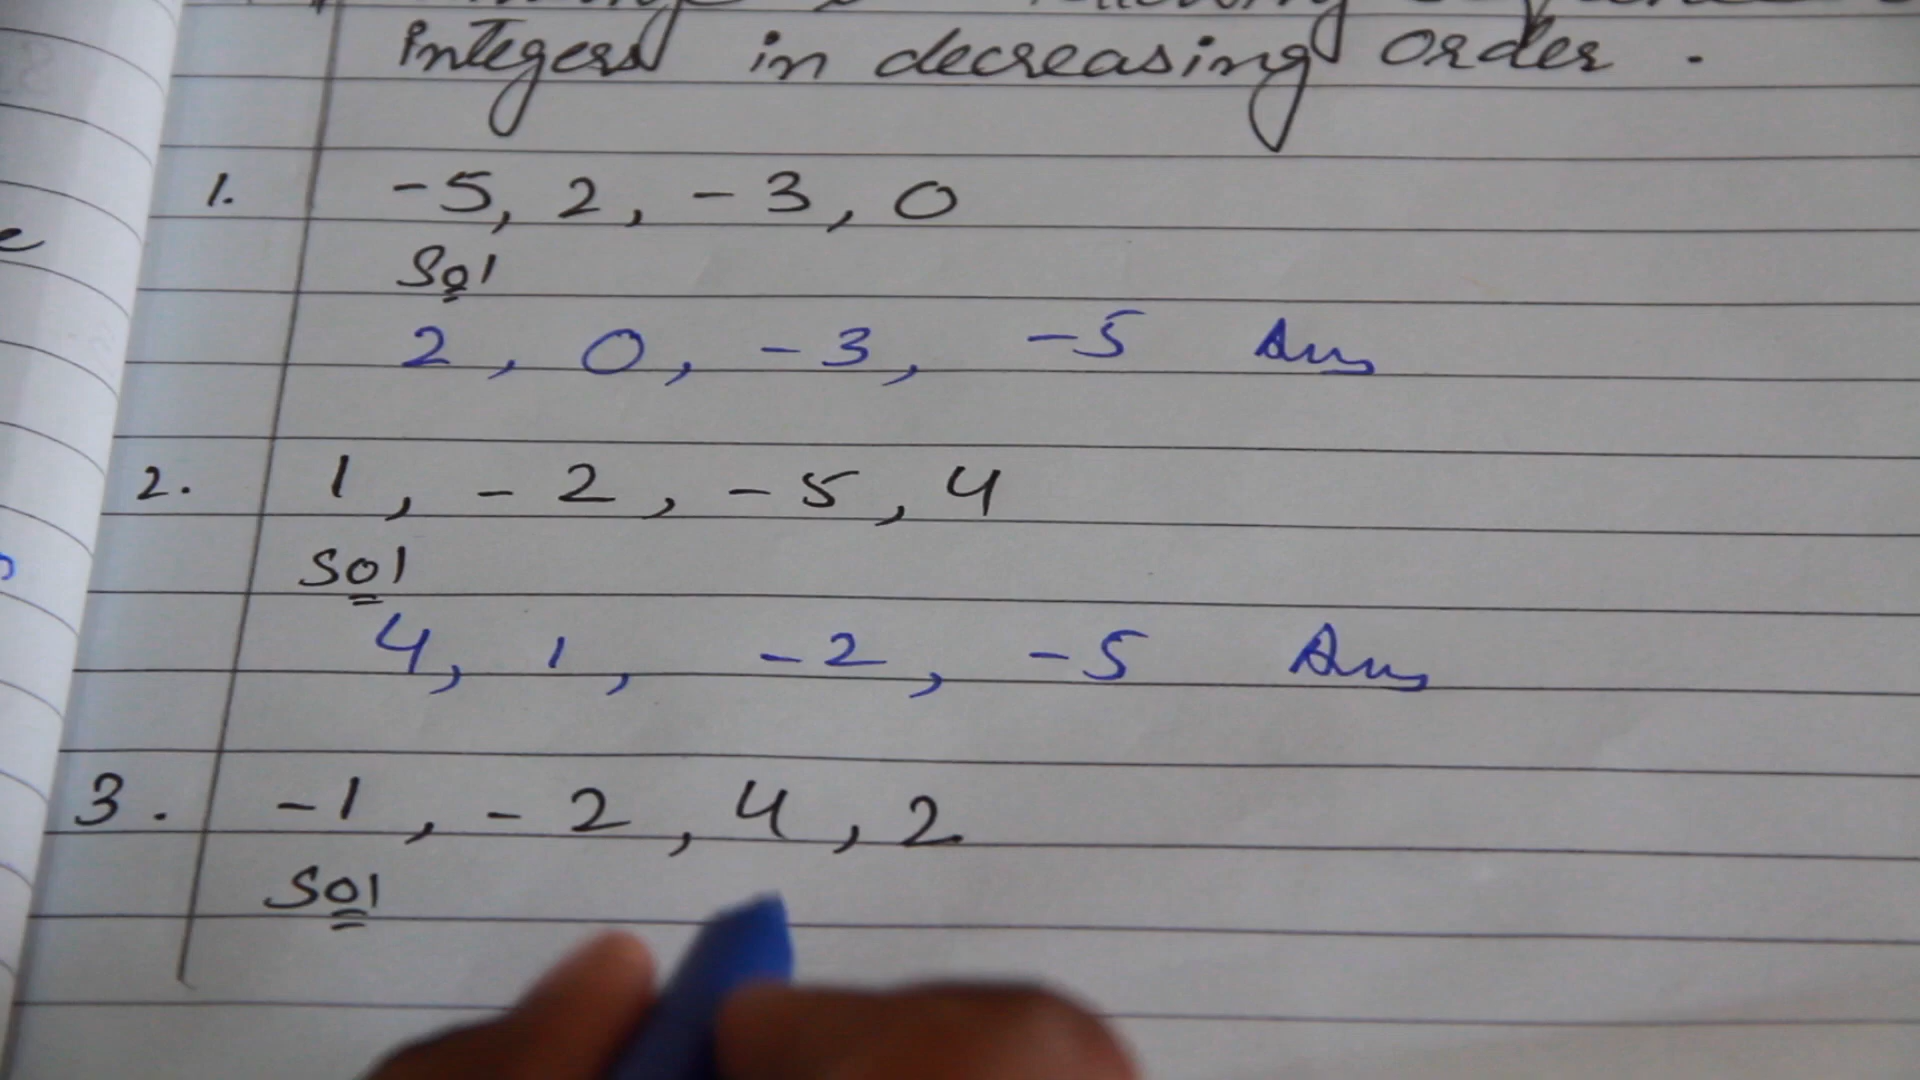 integers in decreasing order .
1. -5, 2, -3, 0
Sol
2, 0, -3, -5 Ans
2. 1, -2, -5, 4
Sol
4, 1, -2, -5 Ans
3. -1, -2, 4, 2
Sol